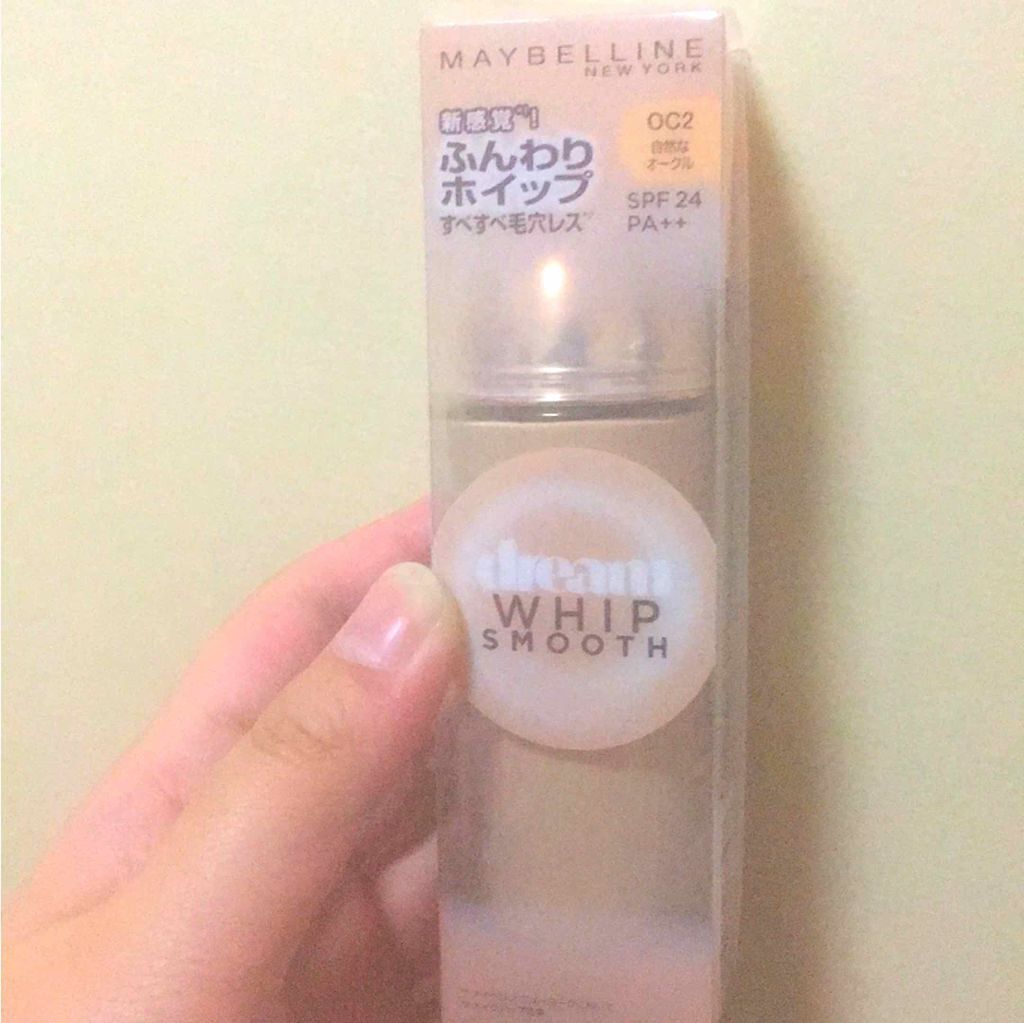 MAYBELLINE
NEW YORK
新感覚*!
ふんわり
ホイップ
すべすべ毛穴レス
OC2
自然な
オークル
SPF 24
PA++
dream
WHIP
SMOOTH